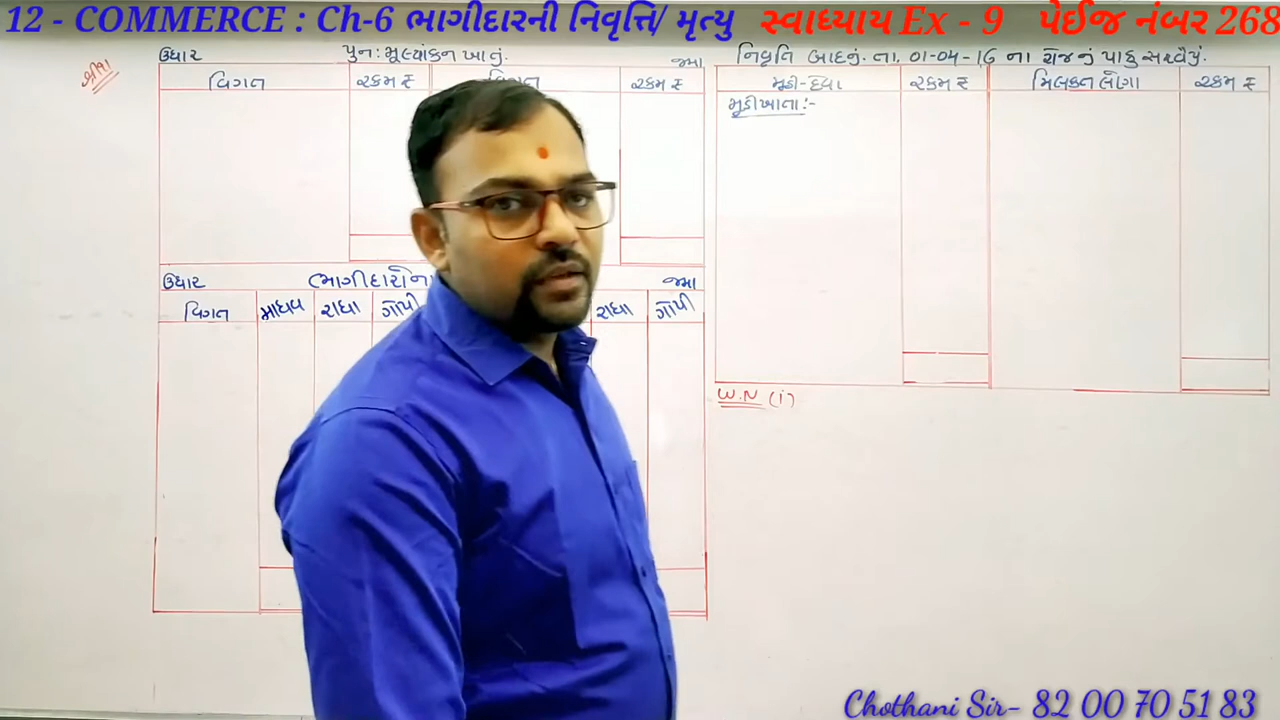 12 - COMMERCE : Ch-6 ભાગીદારની નિવૃત્તિ/ મૃત્યુ સ્વાધ્યાય Ex - 9 પેઈજ નંબર 268
ઉધાર પુન: મૂલ્યાંકન ખાતું. જમા
વિગત રકમ ₹ વિગત રકમ ₹
ઉધાર ભાગીદારોના જમા
વિગત માધવ રાધા ગોપી રાધા ગોપી
નિવૃતિ બાદનું તા. 01-04-16 ના રોજનું પાકુ સરવૈયું.
મૂડી-દેવા રકમ ₹ મિલકત લેણા રકમ ₹
મૂડી ખાતા:-
W.N (i)
Chothani Sir- 82 00 70 51 83